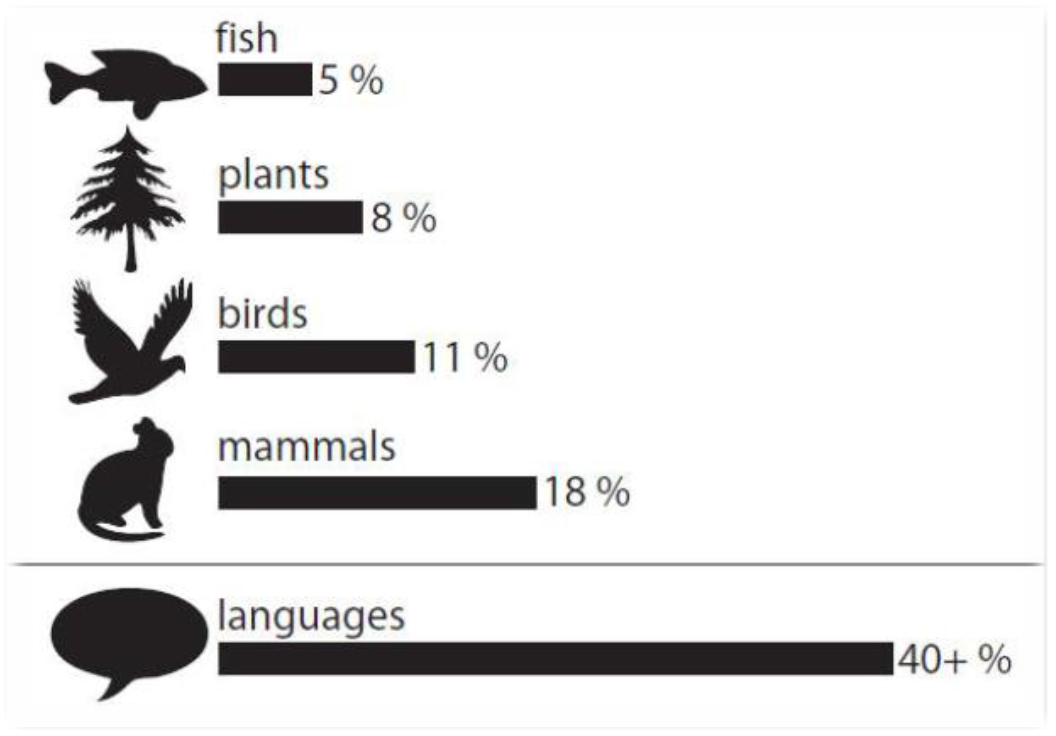 fish
5 %
plants
8 %
birds
11 %
mammals
18 %
languages
40+ %